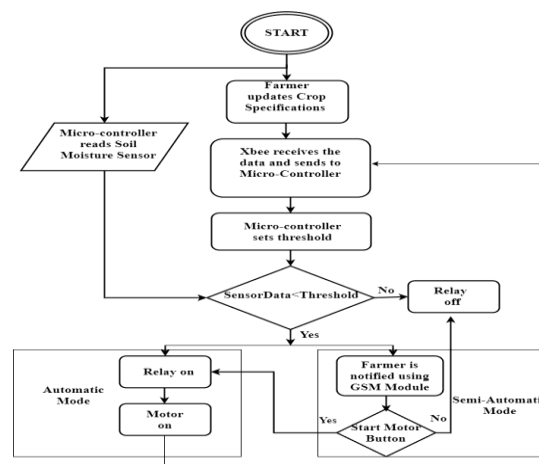 START
Farmer
updates Crop
Specifications
Micro-controller
reads Soil
Moisture Sensor
Xbee receives the
data and sends to
Micro-Controller
Micro-controller
sets threshold
SensorData<Threshold
No
Relay
off
Yes
Automatic
Mode
Relay on
Motor
on
Farmer is
notified using
GSM Module
Semi-Automatic
Mode
Yes
Start Motor
Button
No